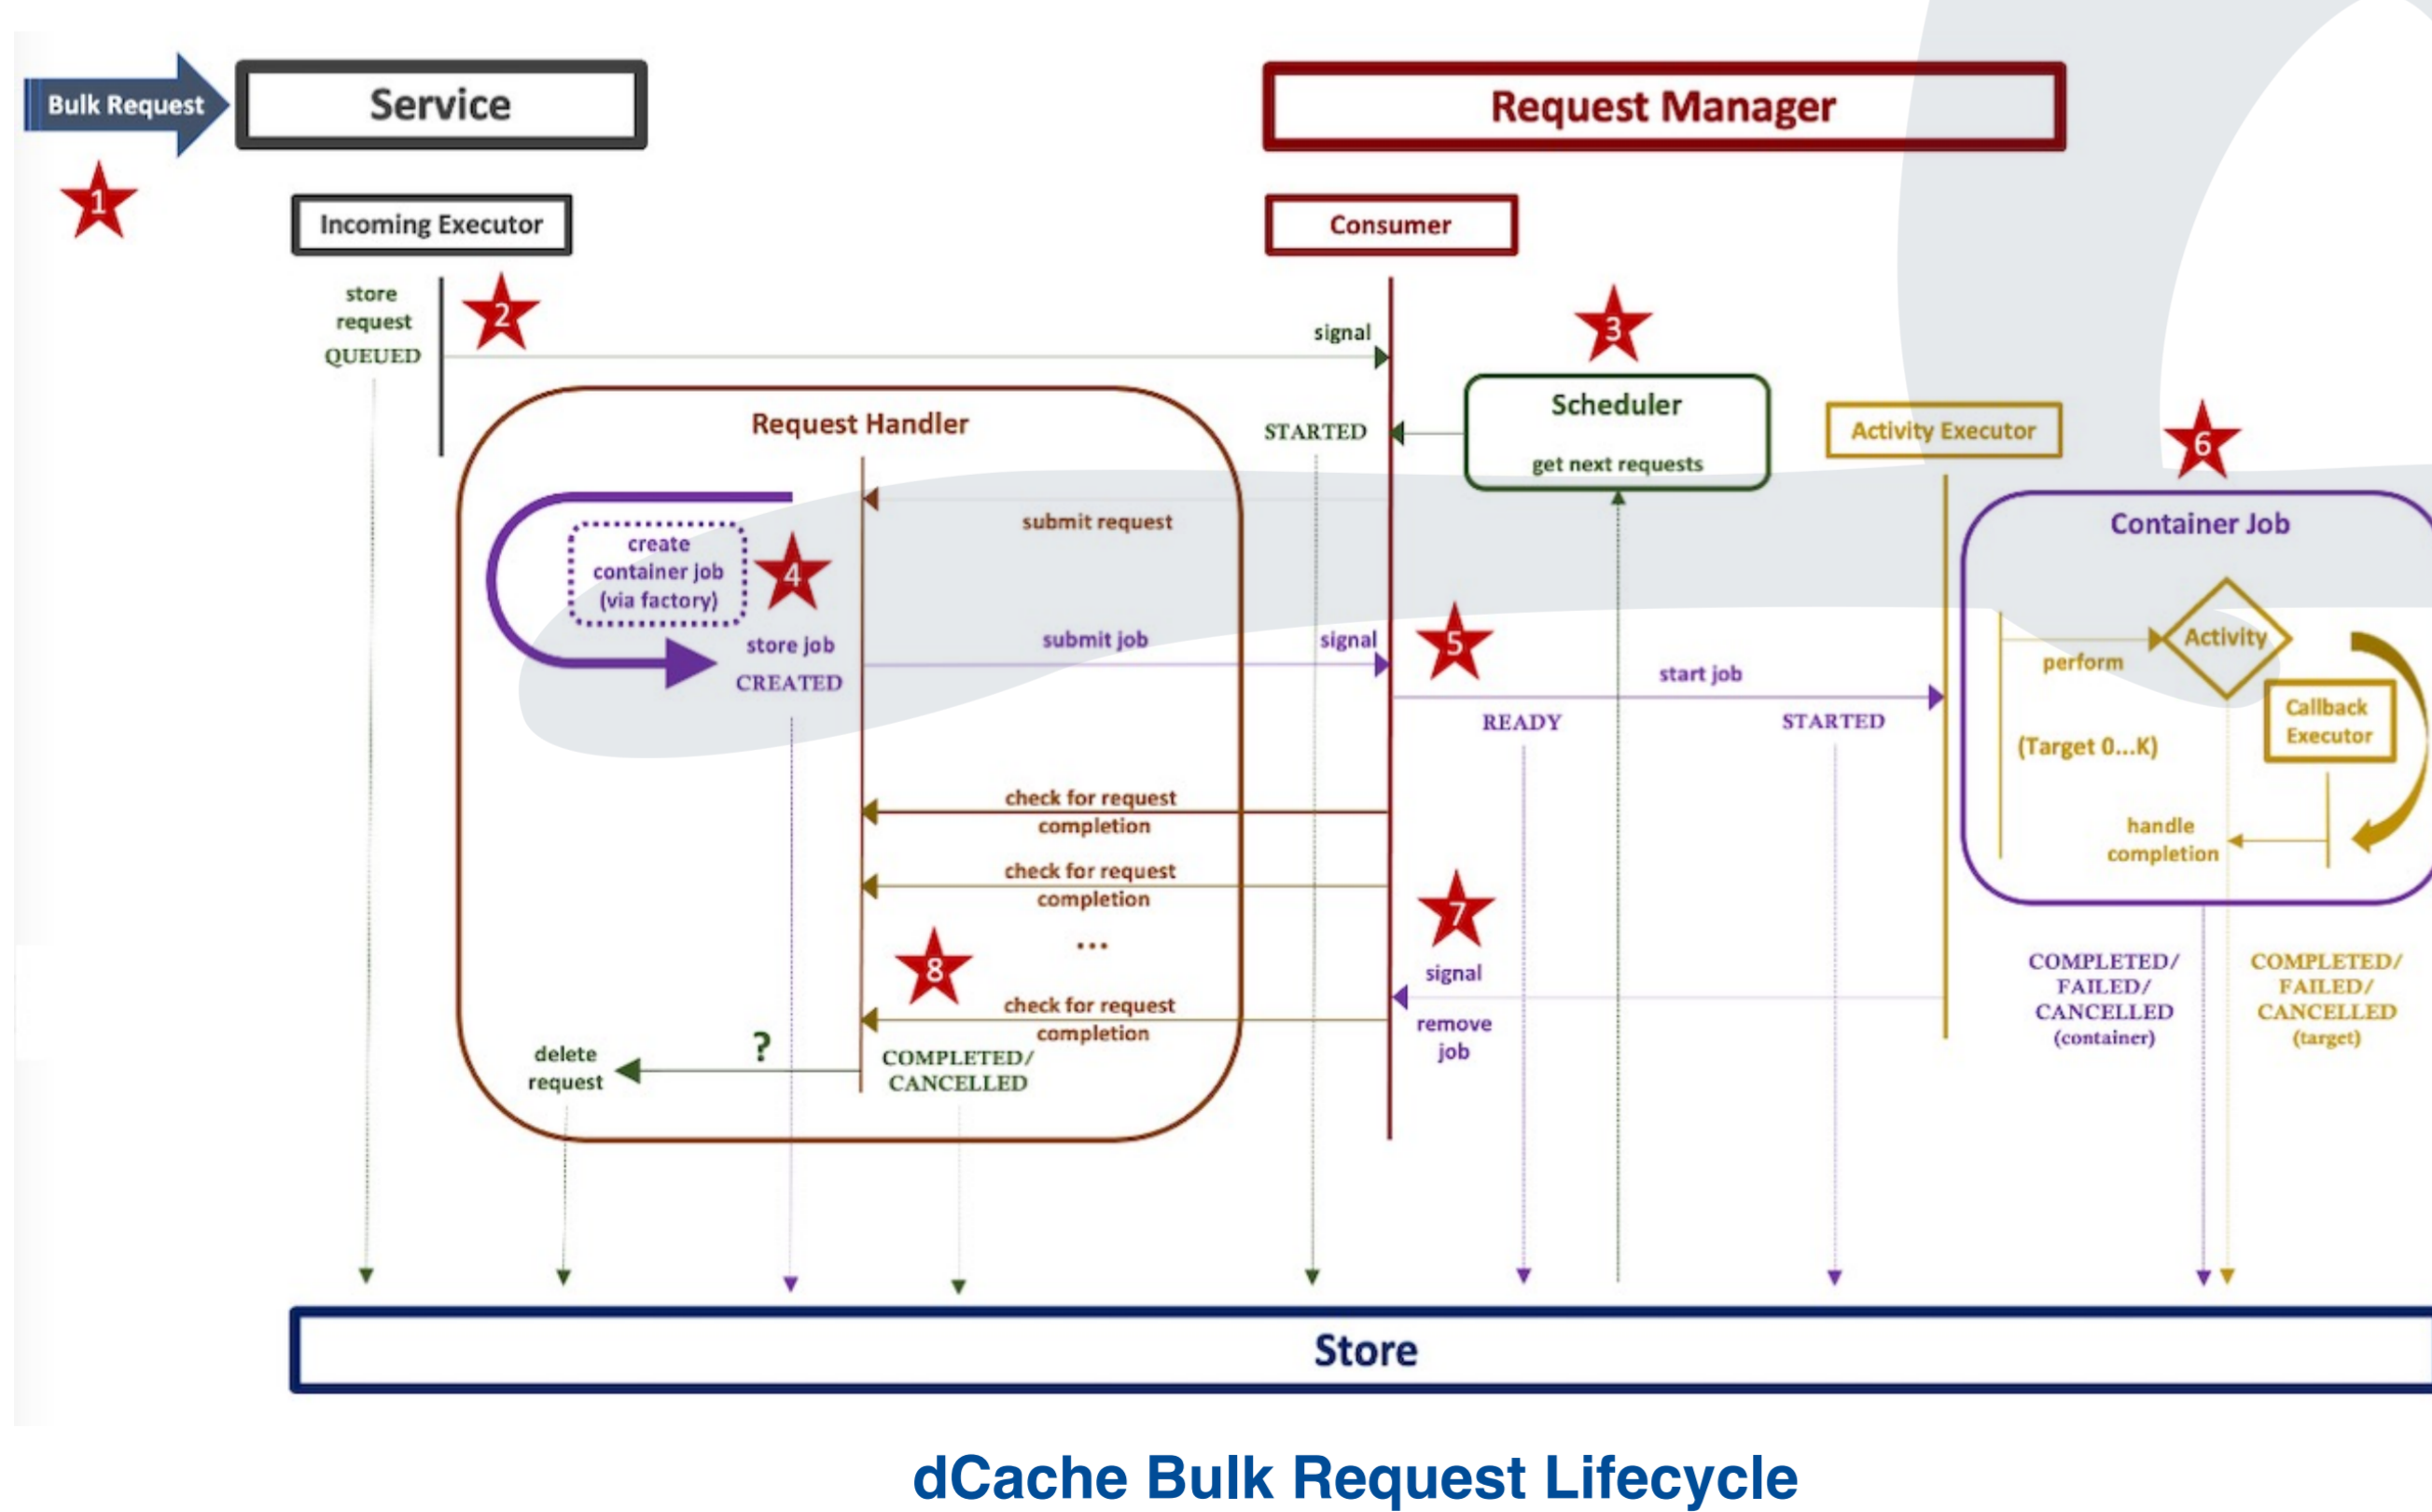 Bulk Request
Service
Request Manager
1
Incoming Executor
Consumer
store
request
QUEUED
2
signal
3
Scheduler
get next requests
STARTED
Request Handler
Activity Executor
6
submit request
create
container job
(via factory)
4
store job
CREATED
submit job
signal
5
start job
READY
STARTED
Container Job
Activity
perform
(Target 0...K)
Callback
Executor
handle
completion
check for request
completion
check for request
completion
...
7
signal
remove
job
8
check for request
completion
?
delete
request
COMPLETED/
CANCELLED
COMPLETED/
FAILED/
CANCELLED
(container)
COMPLETED/
FAILED/
CANCELLED
(target)
Store
dCache Bulk Request Lifecycle